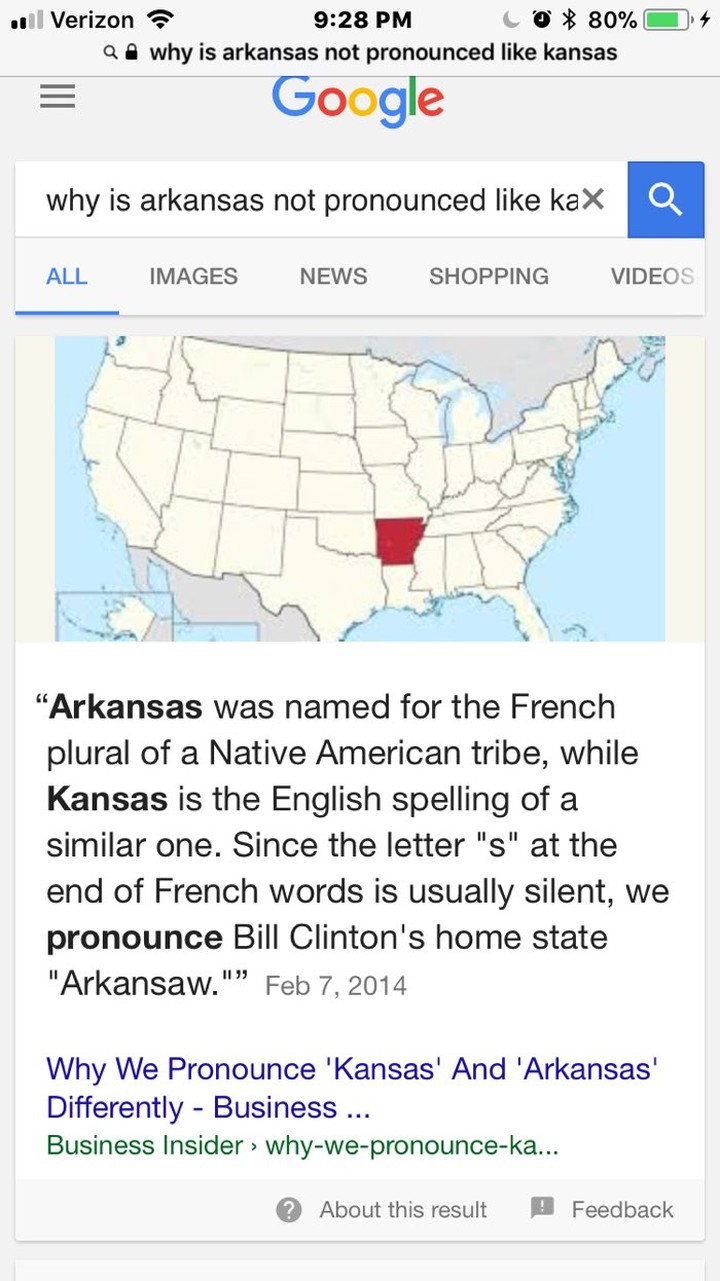 Verizon 9:28 PM 80%
why is arkansas not pronounced like kansas
Google
why is arkansas not pronounced like ka
ALL IMAGES NEWS SHOPPING VIDEOS
“Arkansas was named for the French
plural of a Native American tribe, while
Kansas is the English spelling of a
similar one. Since the letter "s" at the
end of French words is usually silent, we
pronounce Bill Clinton's home state
"Arkansaw."” Feb 7, 2014
Why We Pronounce 'Kansas' And 'Arkansas'
Differently - Business ...
Business Insider › why-we-pronounce-ka...
About this result Feedback